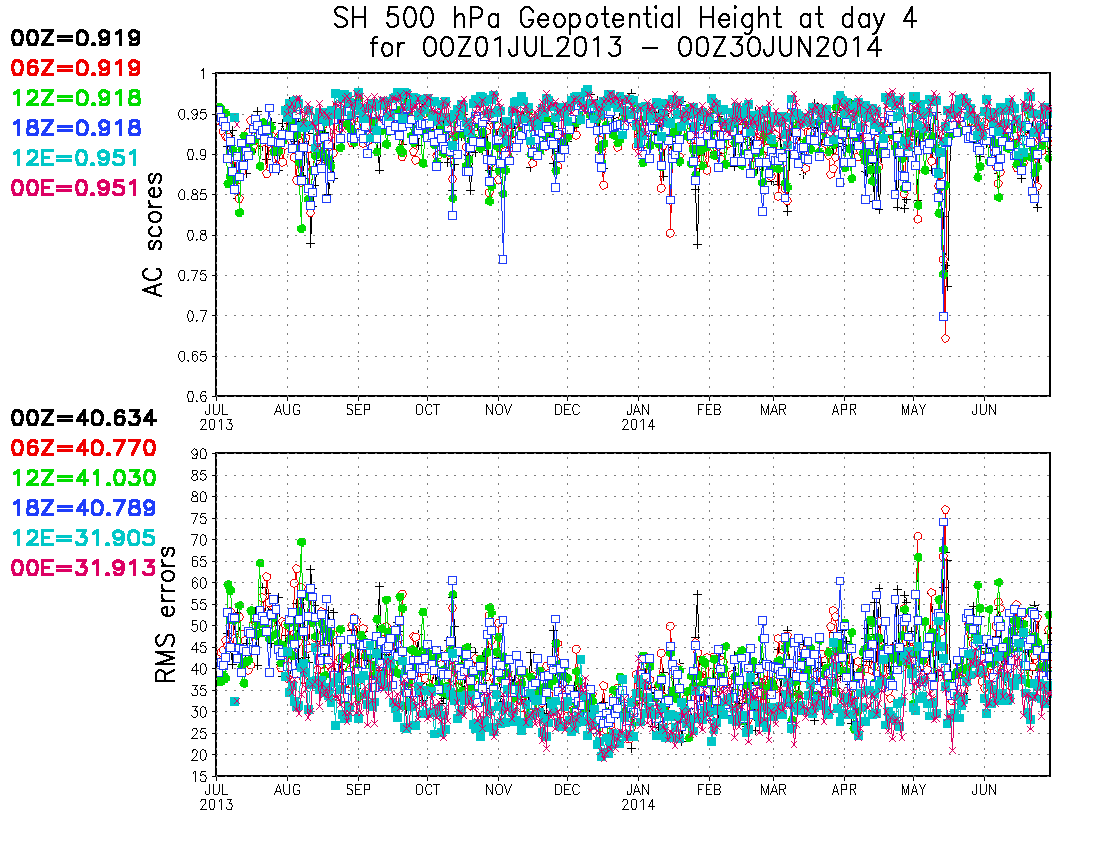 SH 500 hPa Geopotential Height at day 4
for 00Z01JUL2013 − 00Z30JUN2014
00Z=0.919
06Z=0.919
12Z=0.918
18Z=0.918
12E=0.951
00E=0.951
AC scores
1
0.95
0.9
0.85
0.8
0.75
0.7
0.65
0.6
JUL AUG SEP OCT NOV DEC JAN FEB MAR APR MAY JUN
2013 2014
00Z=40.634
06Z=40.770
12Z=41.030
18Z=40.789
12E=31.905
00E=31.913
RMS errors
90
85
80
75
70
65
60
55
50
45
40
35
30
25
20
15
JUL AUG SEP OCT NOV DEC JAN FEB MAR APR MAY JUN
2013 2014